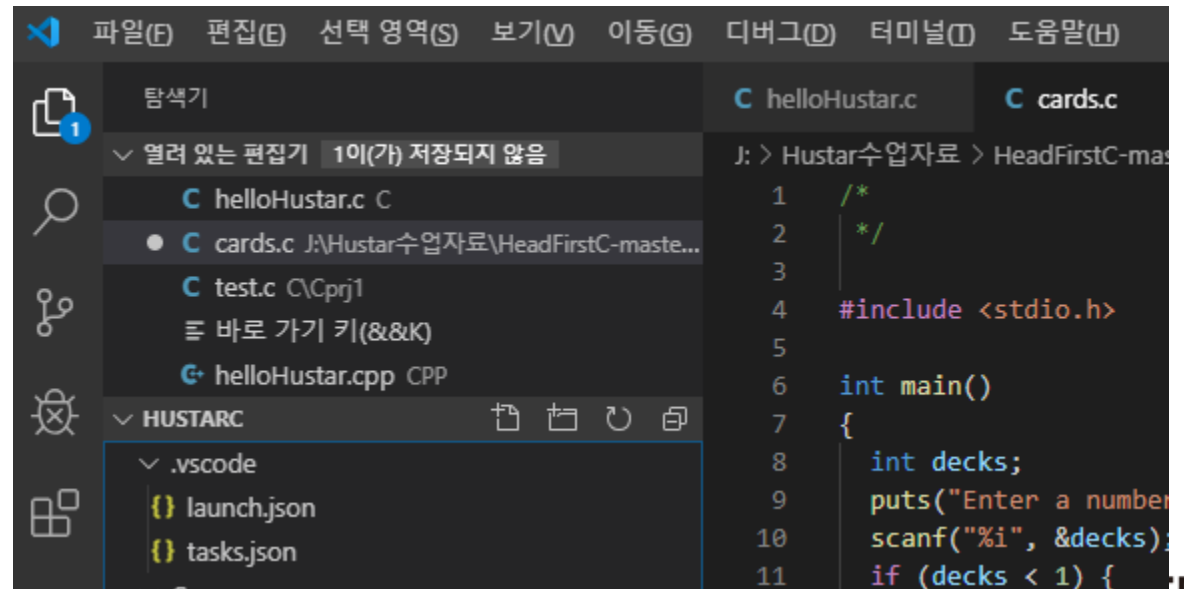 파일(F) 편집(E) 선택 영역(S) 보기(V) 이동(G) 디버그(D) 터미널(T) 도움말(H)
탐색기
1
열려 있는 편집기 1이(가) 저장되지 않음
C helloHustar.c C
C cards.c J:\Hustar수업자료\HeadFirstC-maste...
C test.c C\Cprj1
바로 가기 키(&&K)
helloHustar.cpp CPP
HUSTARC
.vscode
{} launch.json
{} tasks.json
C helloHustar.c C cards.c
J: > Hustar수업자료 > HeadFirstC-mas
1 /*
2 */
3
4 #include <stdio.h>
5
6 int main()
7 {
8 int decks;
9 puts("Enter a number
10 scanf("%i", &decks);
11 if (decks < 1) {